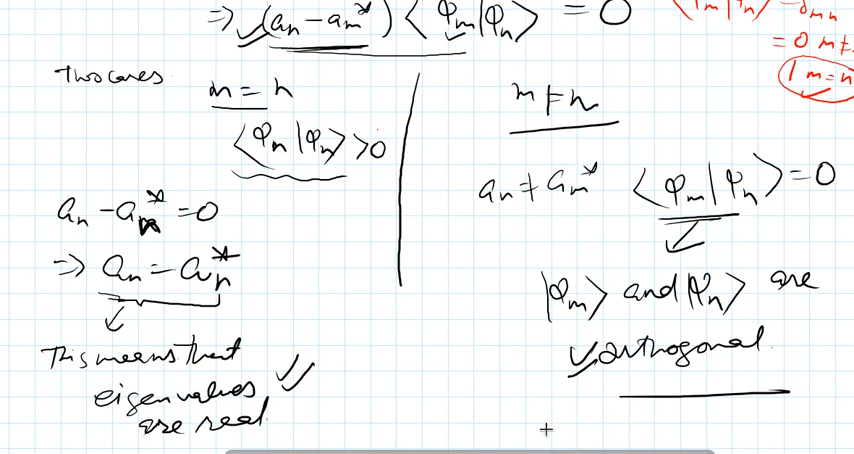 ⇒ (aₙ − aₘ*) ⟨φₘ|φₙ⟩ = 0
= 0 m≠
1 m=n
Two cases
m = n
⟨φₙ|φₙ⟩ > 0
aₙ − aₙ* = 0
⇒ aₙ = aₙ*
This means that
eigenvalues
are real
m ≠ n
aₙ ≠ aₘ* ⟨φₘ|φₙ⟩ = 0
|φₘ⟩ and |φₙ⟩ are
orthogonal.